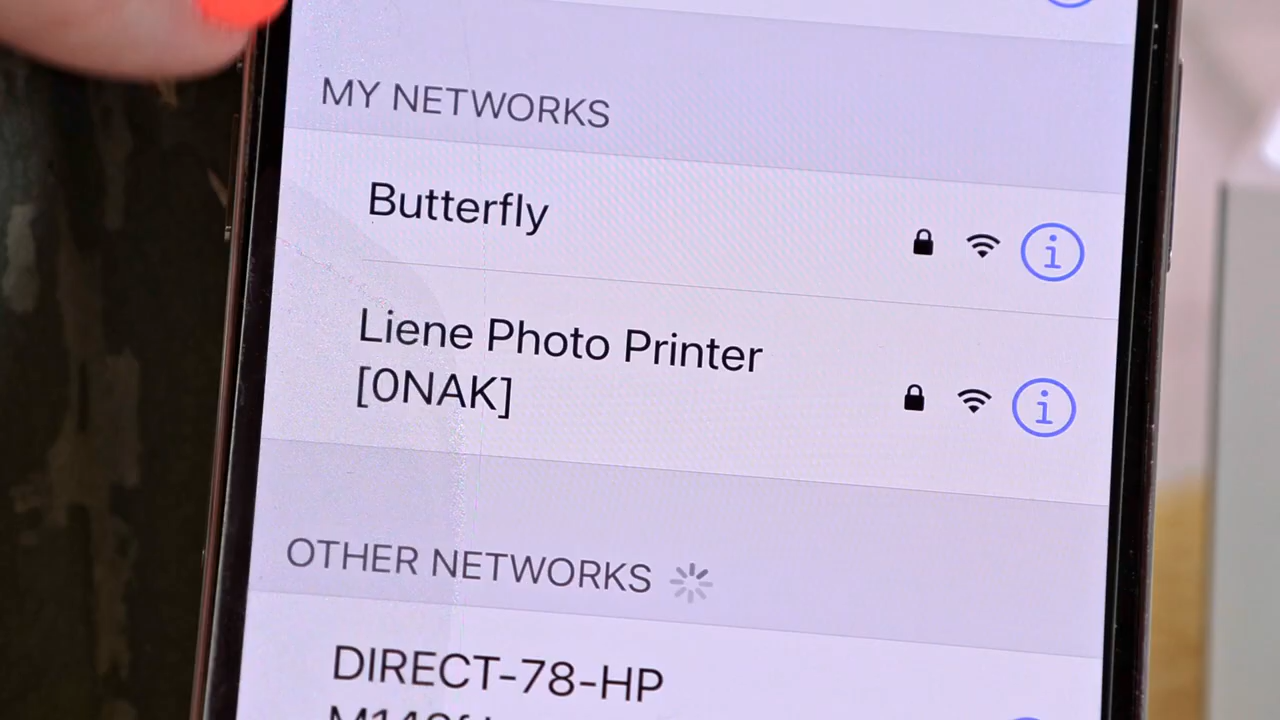 MY NETWORKS
Butterfly
Liene Photo Printer
[0NAK]
OTHER NETWORKS
DIRECT-78-HP